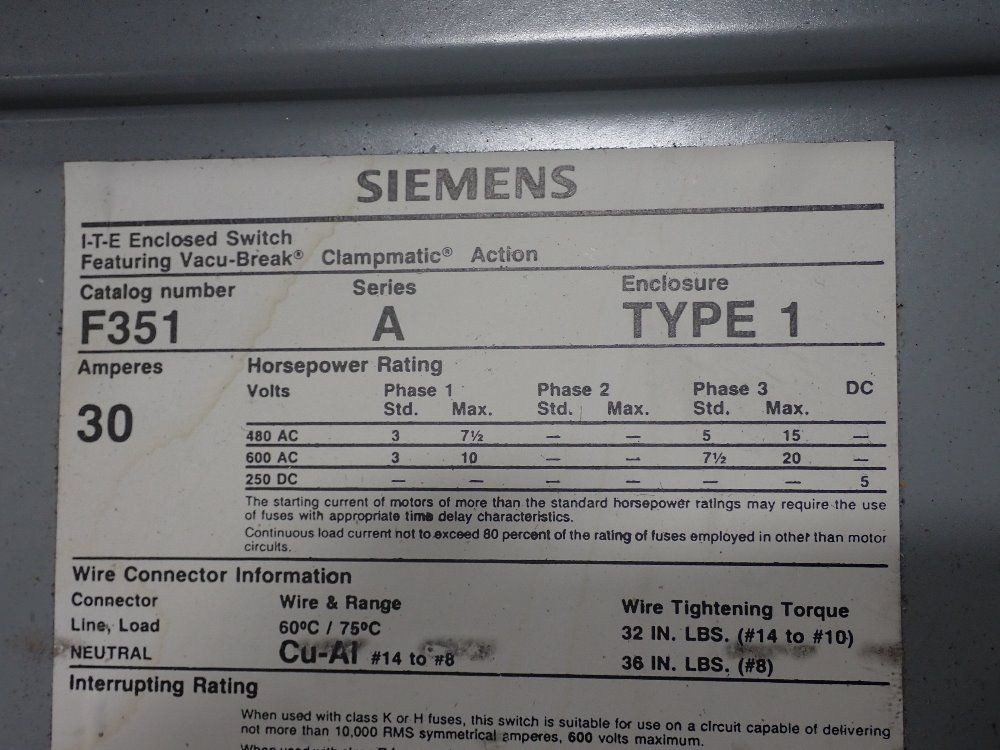 SIEMENS
I-T-E Enclosed Switch
Featuring Vacu-Break® Clampmatic® Action
Catalog number Series Enclosure
F351 A TYPE 1
Amperes Horsepower Rating
30
Volts Phase 1 Phase 2 Phase 3 DC
Std. Max. Std. Max. Std. Max.
480 AC 3 7½ — — 5 15 —
600 AC 3 10 — — 7½ 20 —
250 DC — — — — — — 5
The starting current of motors of more than the standard horsepower ratings may require the use
of fuses with appropriate time delay characteristics.
Continuous load current not to exceed 80 percent of the rating of fuses employed in other than motor
circuits.
Wire Connector Information
Connector Wire & Range Wire Tightening Torque
Line, Load 60ºC / 75ºC 32 IN. LBS. (#14 to #10)
NEUTRAL Cu-Al #14 to #8 36 IN. LBS. (#8)
Interrupting Rating
When used with class K or H fuses, this switch is suitable for use on a circuit capable of delivering
not more than 10,000 RMS symmetrical amperes, 600 volts maximum.